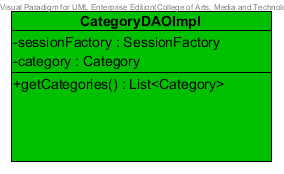 Visual Paradigm for UML Enterprise Edition(College of Arts, Media and Technolo
CategoryDAOImpl
-sessionFactory : SessionFactory
-category : Category
+getCategories() : List<Category>